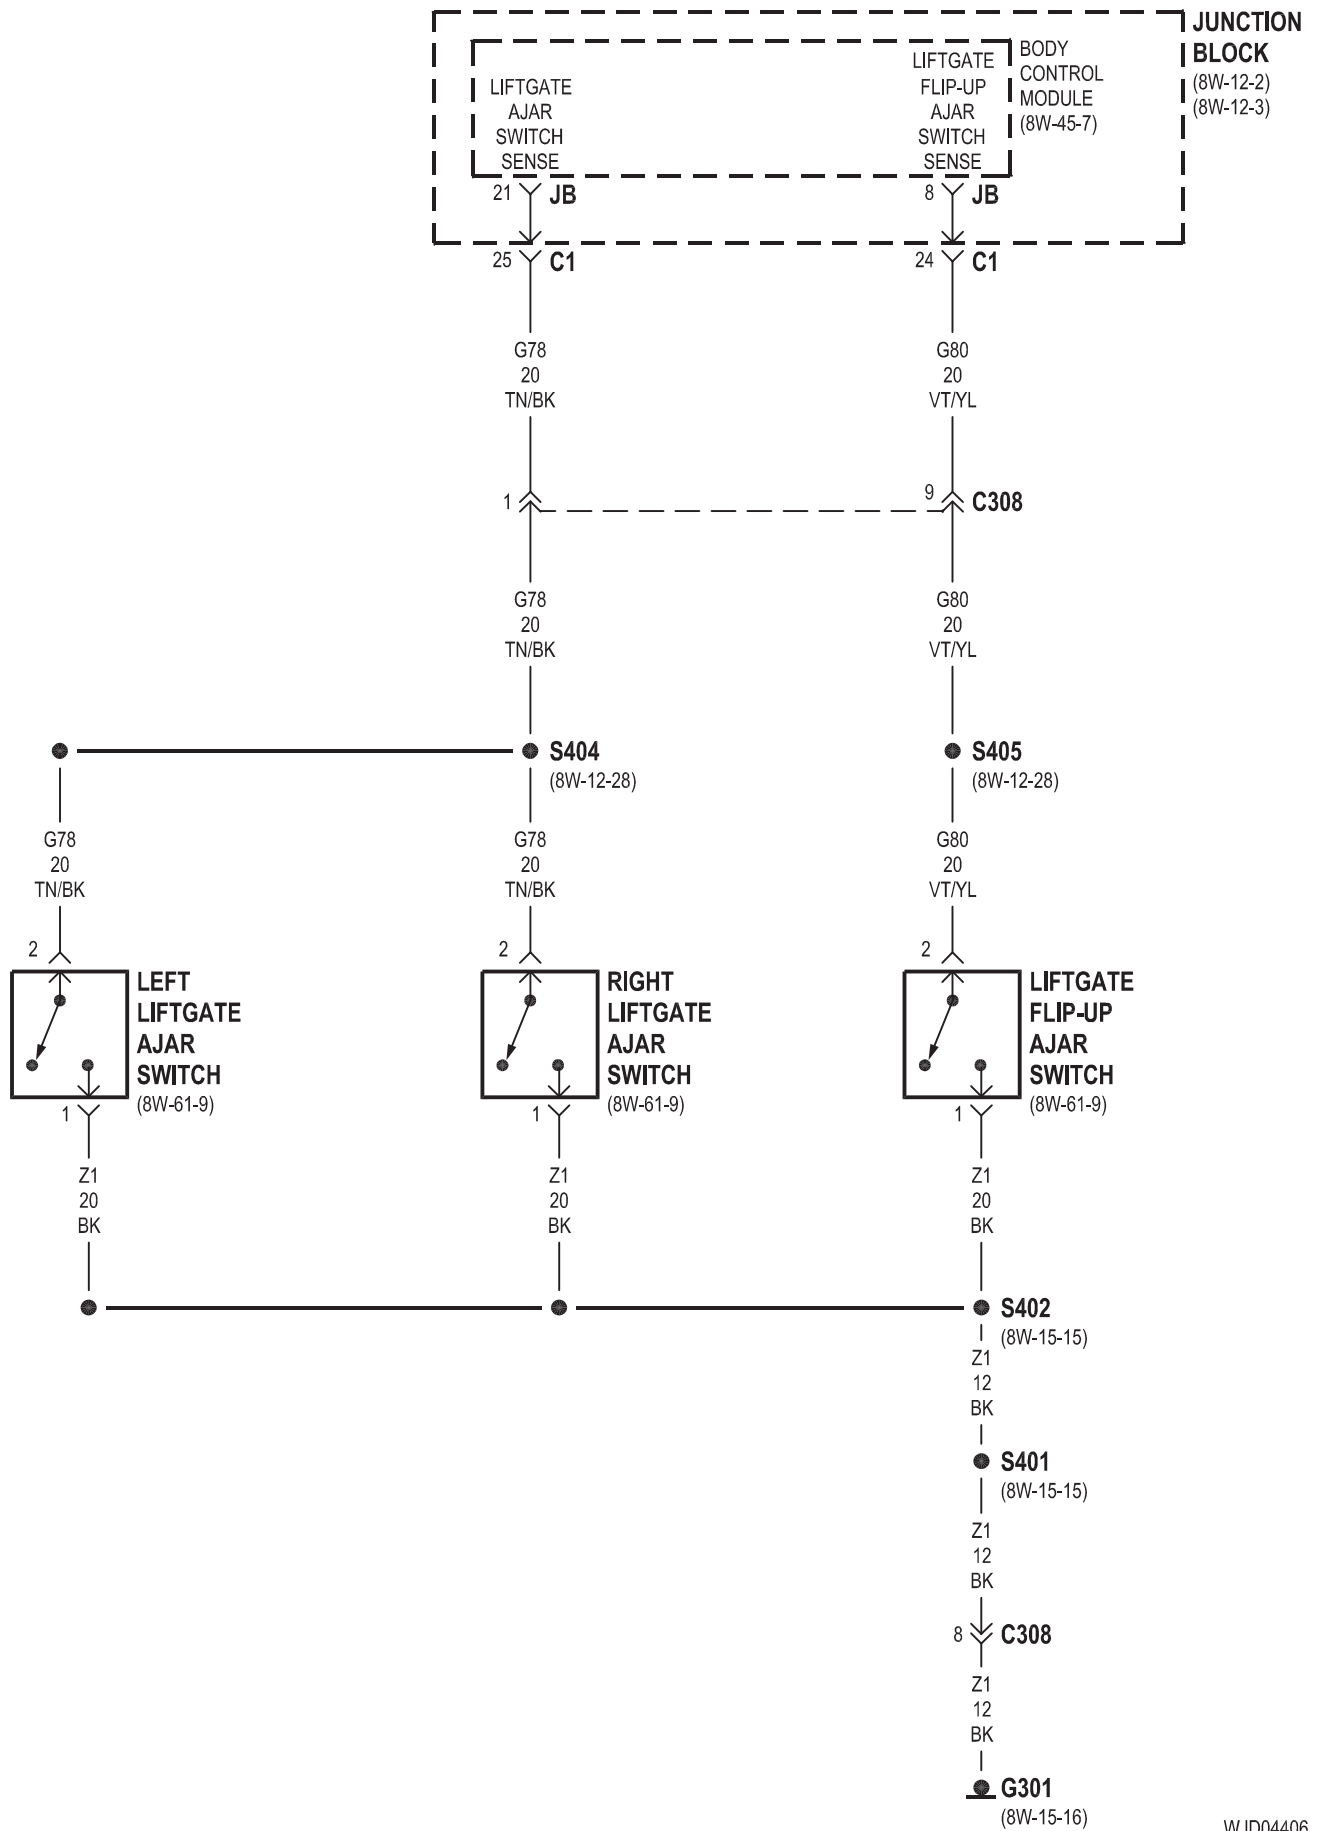 JUNCTION
BLOCK
(8W-12-2)
(8W-12-3)
BODY
CONTROL
MODULE
(8W-45-7)
LIFTGATE
AJAR
SWITCH
SENSE
LIFTGATE
FLIP-UP
AJAR
SWITCH
SENSE
21 JB
8 JB
25 C1
24 C1
G78
20
TN/BK
G80
20
VT/YL
1
9 C308
G78
20
TN/BK
G80
20
VT/YL
S404
(8W-12-28)
S405
(8W-12-28)
G78
20
TN/BK
G78
20
TN/BK
G80
20
VT/YL
2
2
2
LEFT
LIFTGATE
AJAR
SWITCH
(8W-61-9)
RIGHT
LIFTGATE
AJAR
SWITCH
(8W-61-9)
LIFTGATE
FLIP-UP
AJAR
SWITCH
(8W-61-9)
1
1
1
Z1
20
BK
Z1
20
BK
Z1
20
BK
S402
(8W-15-15)
Z1
12
BK
S401
(8W-15-15)
Z1
12
BK
8 C308
Z1
12
BK
G301
(8W-15-16)
WJD04406